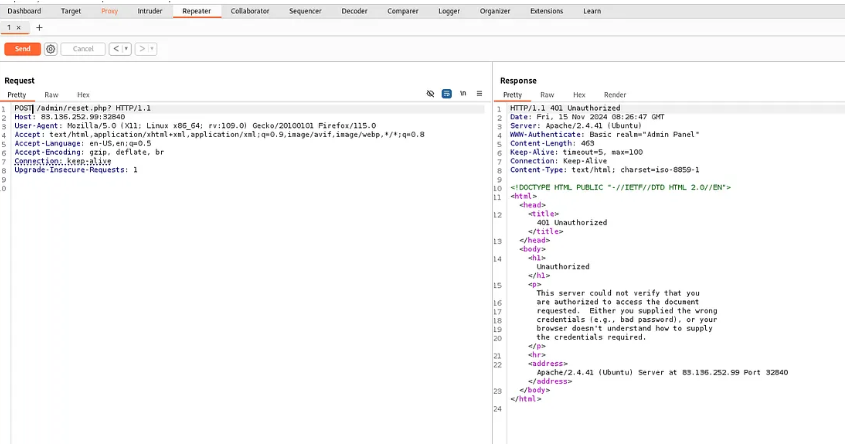 Dashboard Target Proxy Intruder Repeater Collaborator Sequencer Decoder Comparer Logger Organizer Extensions Learn
1 × +
Send Cancel < >
Request
Pretty Raw Hex
\n
1 POST /admin/reset.php? HTTP/1.1
2 Host: 83.136.252.99:32840
3 User-Agent: Mozilla/5.0 (X11; Linux x86_64; rv:109.0) Gecko/20100101 Firefox/115.0
4 Accept: text/html,application/xhtml+xml,application/xml;q=0.9,image/avif,image/webp,*/*;q=0.8
5 Accept-Language: en-US,en;q=0.5
6 Accept-Encoding: gzip, deflate, br
7 Connection: keep-alive
8 Upgrade-Insecure-Requests: 1
9
10
Response
Pretty Raw Hex Render
1 HTTP/1.1 401 Unauthorized
2 Date: Fri, 15 Nov 2024 08:26:47 GMT
3 Server: Apache/2.4.41 (Ubuntu)
4 WWW-Authenticate: Basic realm="Admin Panel"
5 Content-Length: 463
6 Keep-Alive: timeout=5, max=100
7 Connection: Keep-Alive
8 Content-Type: text/html; charset=iso-8859-1
9
10 <!DOCTYPE HTML PUBLIC "-//IETF//DTD HTML 2.0//EN">
11 <html>
<head>
12 <title>
401 Unauthorized
</title>
13 </head>
<body>
14 <h1>
Unauthorized
</h1>
15 <p>
This server could not verify that you
16 are authorized to access the document
17 requested. Either you supplied the wrong
18 credentials (e.g., bad password), or your
19 browser doesn't understand how to supply
20 the credentials required.
</p>
21 <hr>
22 <address>
Apache/2.4.41 (Ubuntu) Server at 83.136.252.99 Port 32840
</address>
23 </body>
</html>
24